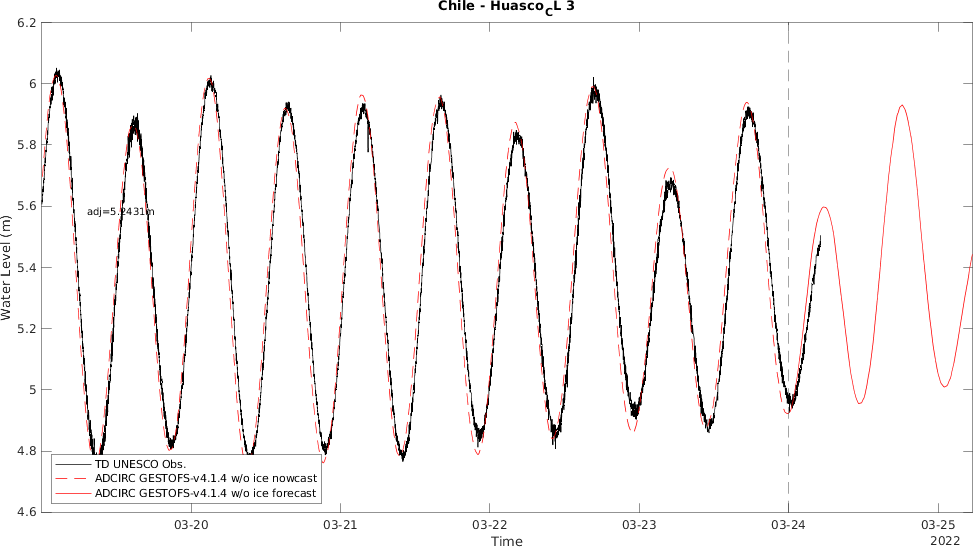 Chile - HuascoCL 3
6.2
6
5.8
5.6
5.4
5.2
5
4.8
4.6
Water Level (m)
adj=5.2431m
TD UNESCO Obs.
ADCIRC GESTOFS-v4.1.4 w/o ice nowcast
ADCIRC GESTOFS-v4.1.4 w/o ice forecast
03-20 03-21 03-22 03-23 03-24 03-25
Time 2022